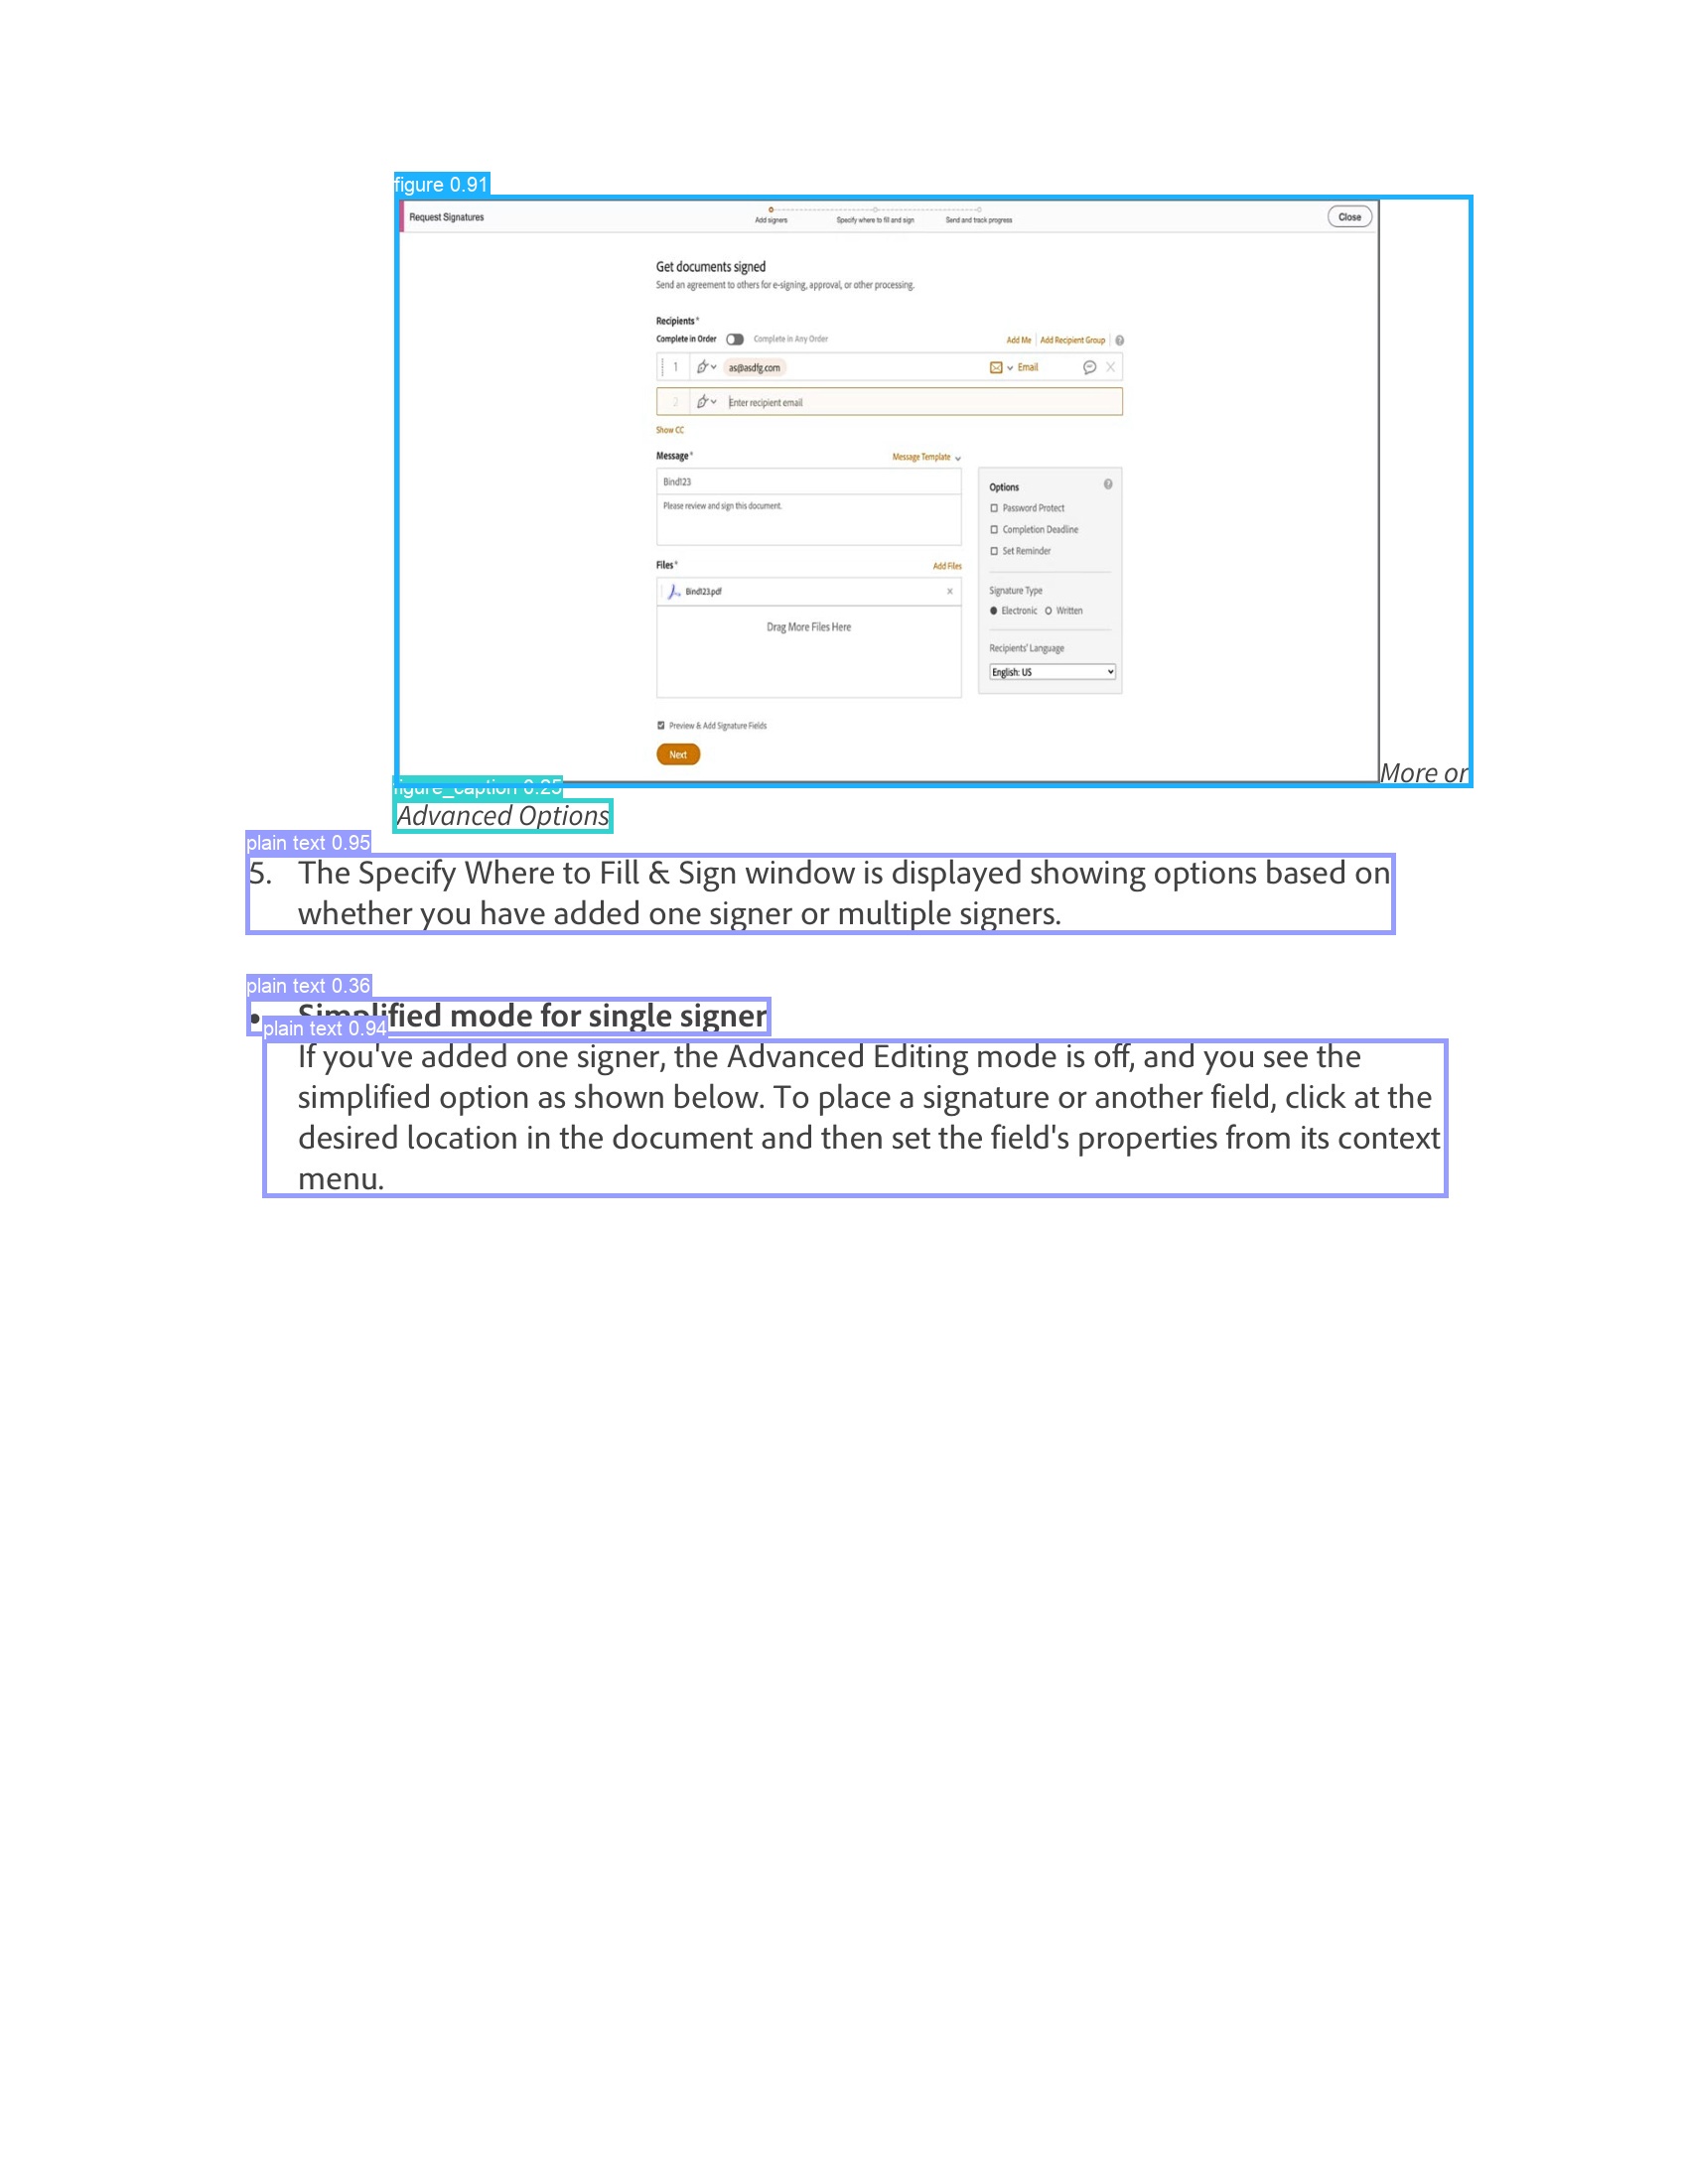 figure 0.91
Request Signatures
Add signers
Specify where to fill and sign
Send and track progress
Close
Get documents signed
Send an agreement to others for e-signing, approval, or other processing.
Recipients*
Complete in Order Complete in Any Order Add Me Add Recipient Group ?
1 as@asdfg.com Email
2 Enter recipient email
Show CC
Message* Message Template
Bind123
Please review and sign this document.
Options ?
Password Protect
Completion Deadline
Set Reminder
Signature Type
Electronic Written
Recipients' Language
English: US
Files* Add Files
Bind123.pdf
Drag More Files Here
Preview & Add Signature Fields
Next
More or
figure_caption 0.25
Advanced Options
plain text 0.95
5. The Specify Where to Fill & Sign window is displayed showing options based on
whether you have added one signer or multiple signers.
plain text 0.36
• Simplified mode for single signer
plain text 0.94
If you've added one signer, the Advanced Editing mode is off, and you see the
simplified option as shown below. To place a signature or another field, click at the
desired location in the document and then set the field's properties from its context
menu.